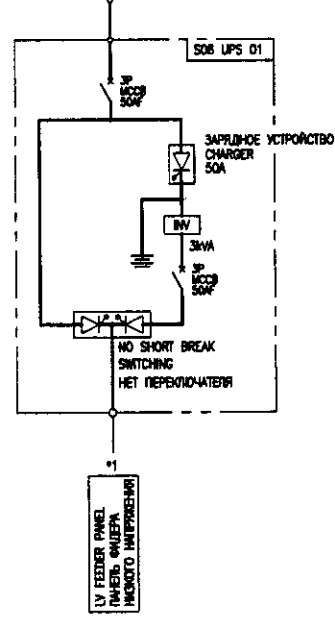 SOB UPS 01
3P
MCCB
50AF
ЗАРЯДНОЕ УСТРОЙСТВО
CHARGER
50A
INV
3kVA
3P
MCCB
50AF
NO SHORT BREAK
SWITCHING
НЕТ ПЕРЕКЛЮЧАТЕЛЯ
*1
LV FEEDER PANEL
ПАНЕЛЬ ФИДЕРА
НИЗКОГО НАПРЯЖЕНИЯ